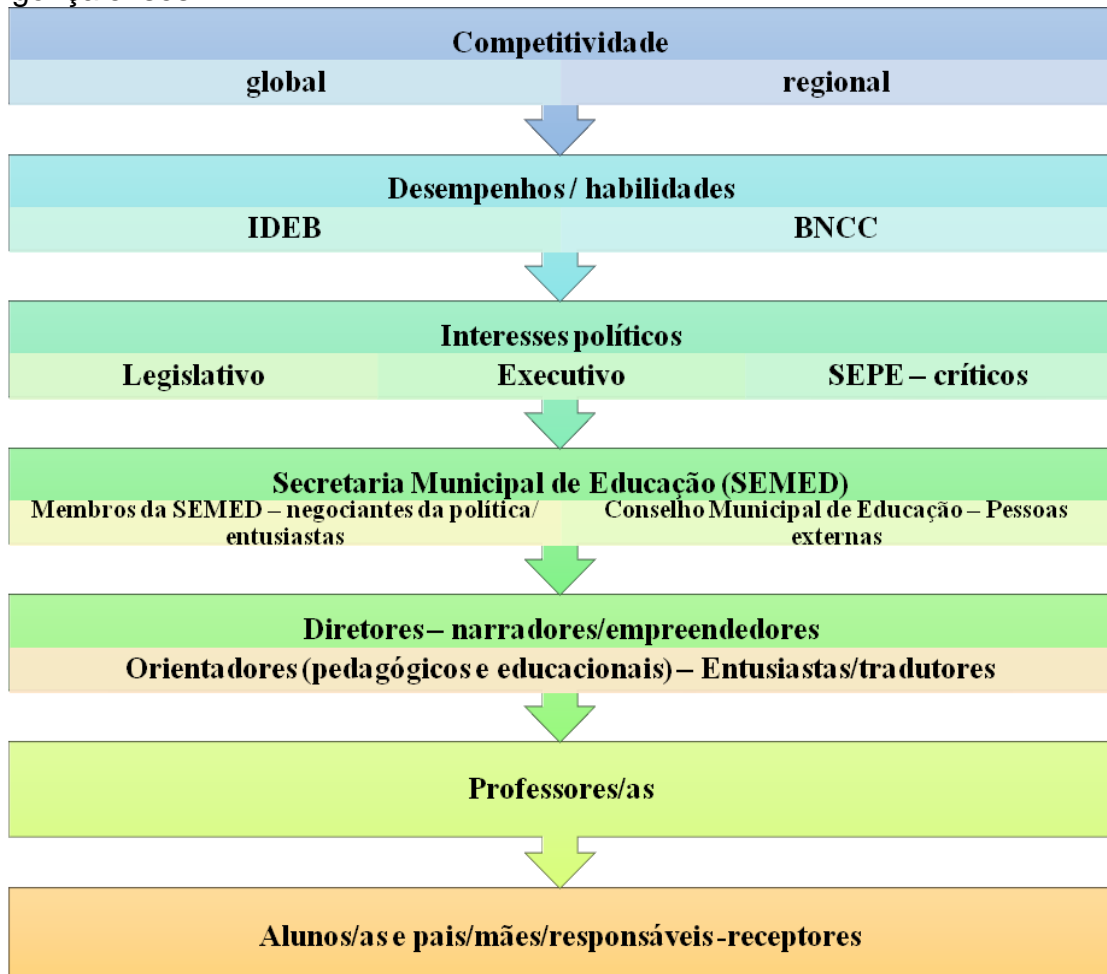 Competitividade
global regional
Desempenhos / habilidades
IDEB BNCC
Interesses políticos
Legislativo Executivo SEPE – críticos
Secretaria Municipal de Educação (SEMED)
Membros da SEMED – negociantes da política/
entusiastas
Conselho Municipal de Educação – Pessoas
externas
Diretores – narradores/empreendedores
Orientadores (pedagógicos e educacionais) – Entusiastas/tradutores
Professores/as
Alunos/as e pais/mães/responsáveis -receptores